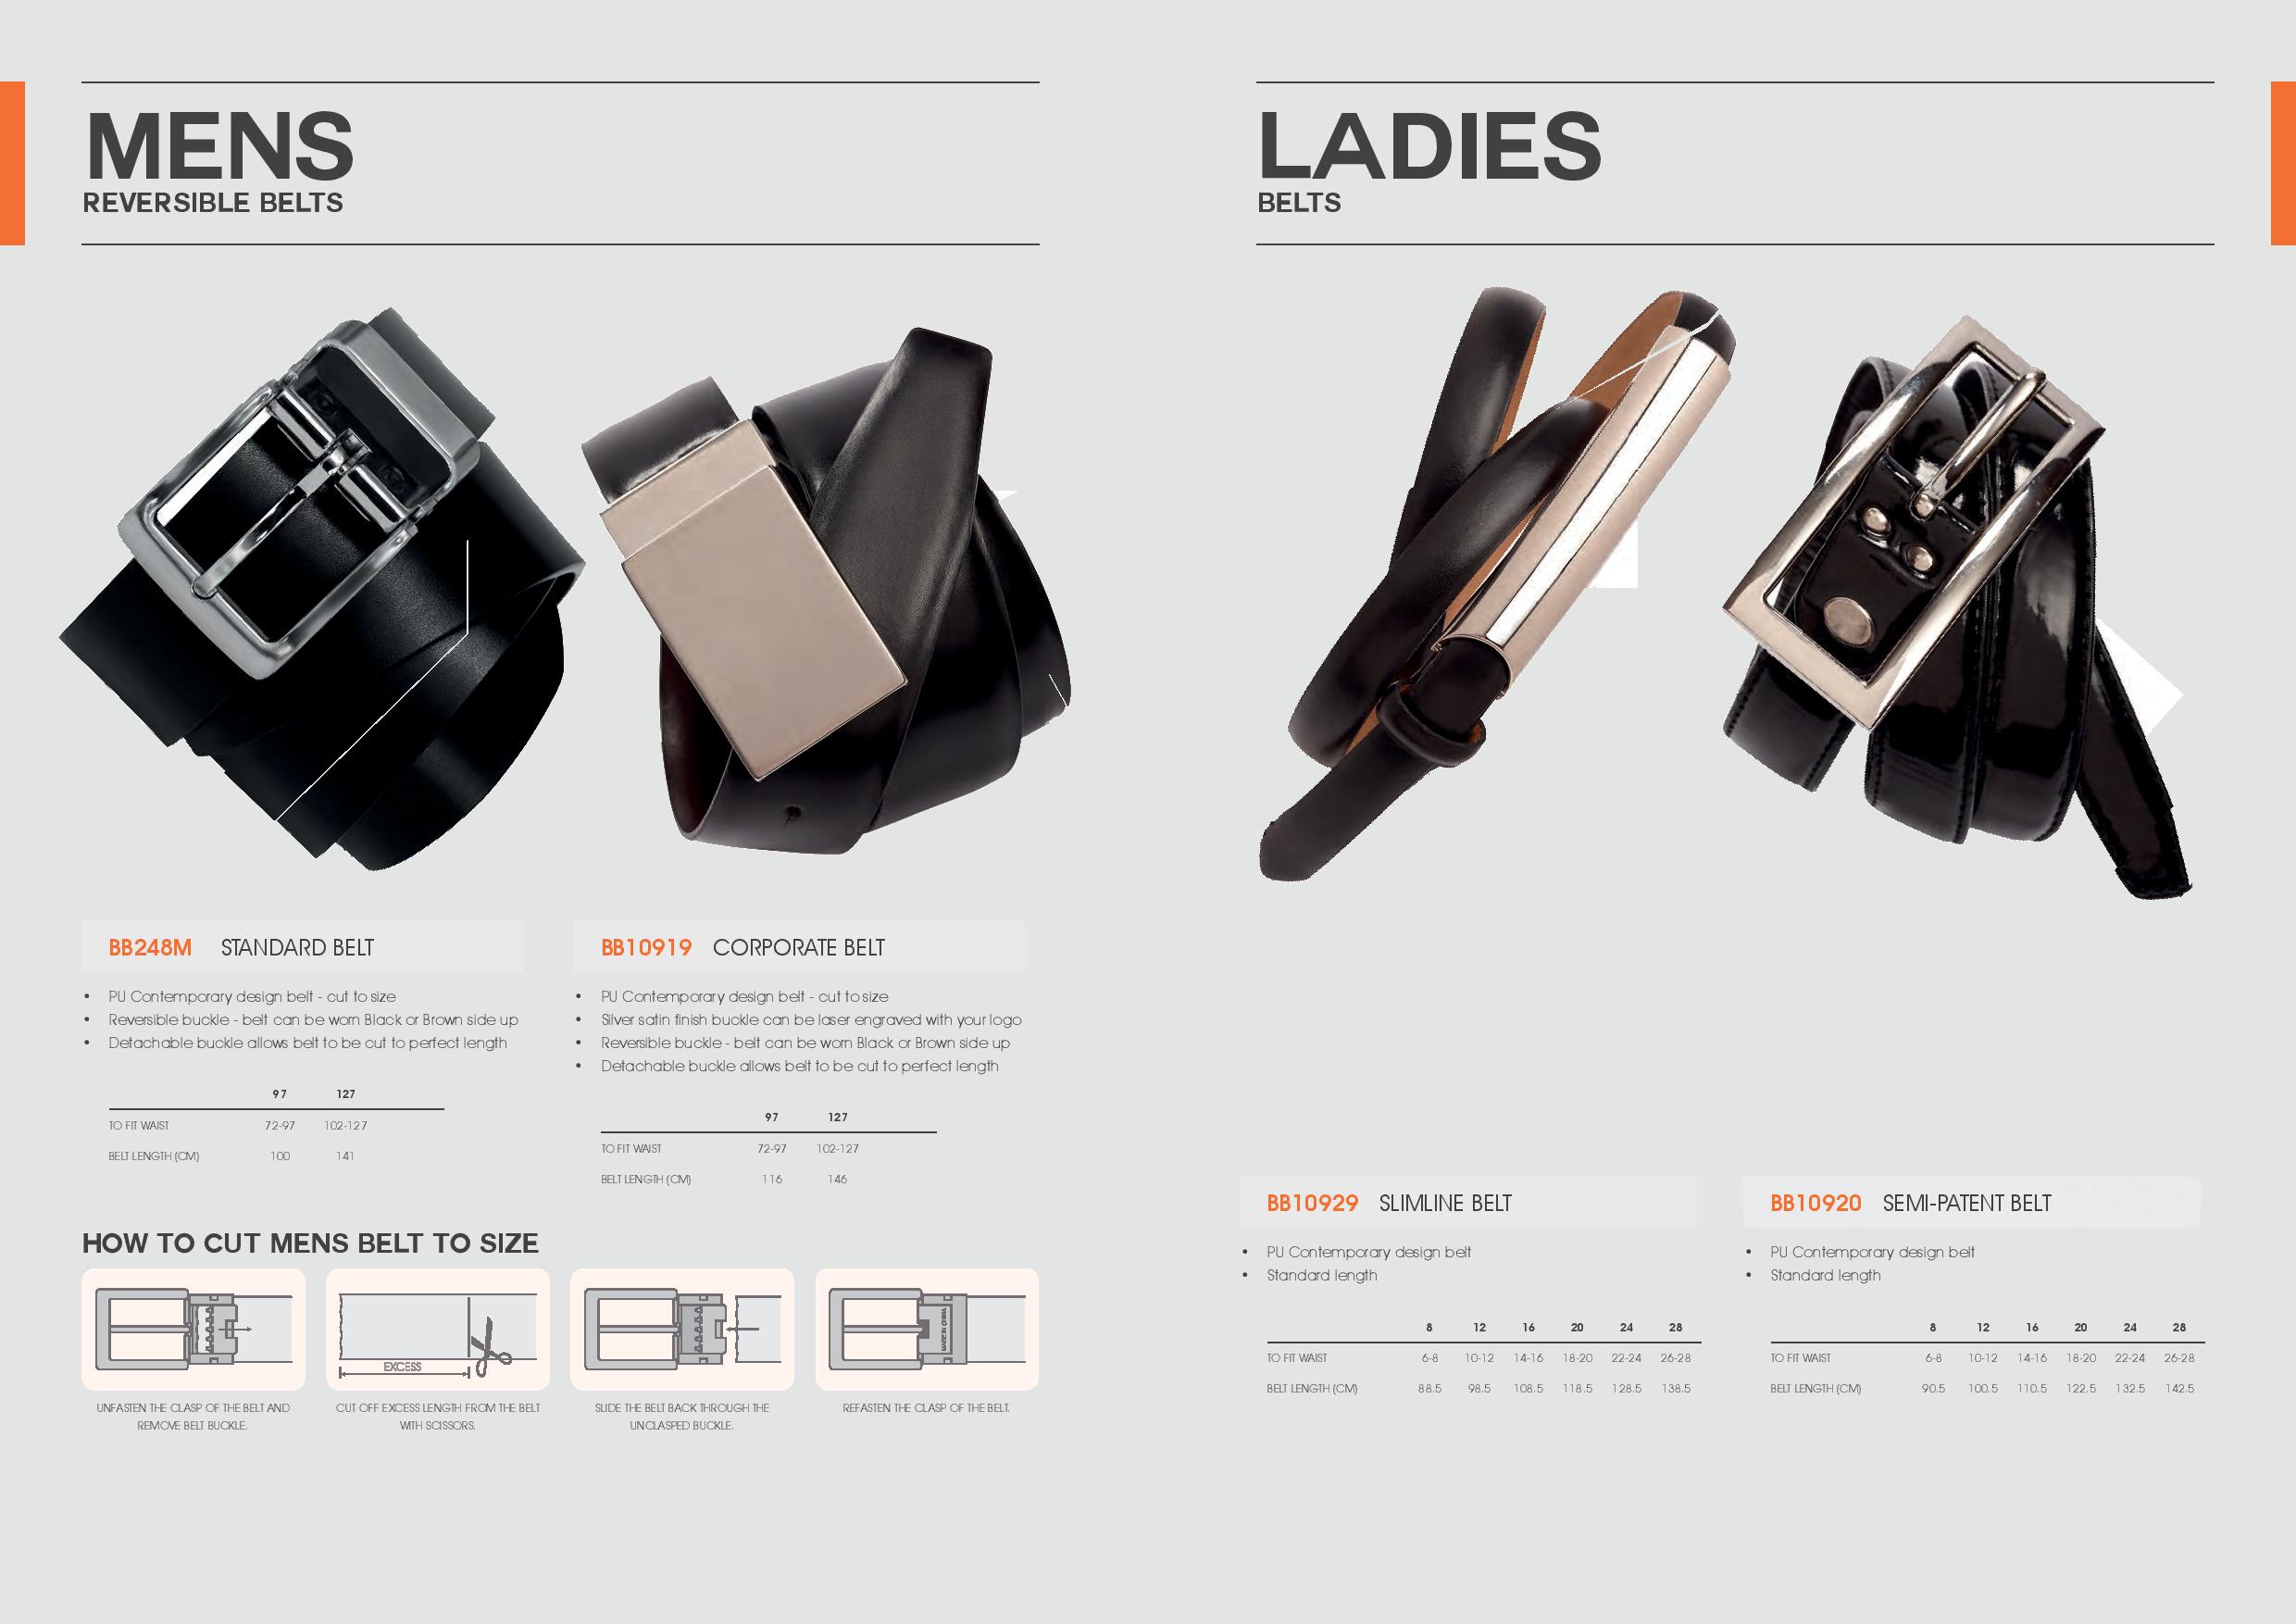 MENS
REVERSIBLE BELTS
BB248M STANDARD BELT
• PU Contemporary design belt - cut to size
• Reversible buckle - belt can be worn Black or Brown side up
• Detachable buckle allows belt to be cut to perfect length
97 127
TO FIT WAIST 72-97 102-127
BELT LENGTH (CM) 100 141
BB10919 CORPORATE BELT
• PU Contemporary design belt - cut to size
• Silver satin finish buckle can be laser engraved with your logo
• Reversible buckle - belt can be worn Black or Brown side up
• Detachable buckle allows belt to be cut to perfect length
97 127
TO FIT WAIST 72-97 102-127
BELT LENGTH (CM) 116 146
HOW TO CUT MENS BELT TO SIZE
UNFASTEN THE CLASP OF THE BELT AND
REMOVE BELT BUCKLE.
EXCESS
CUT OFF EXCESS LENGTH FROM THE BELT
WITH SCISSORS.
SLIDE THE BELT BACK THROUGH THE
UNCLASPED BUCKLE.
MADE IN CHINA
REFASTEN THE CLASP OF THE BELT.
LADIES
BELTS
BB10929 SLIMLINE BELT
• PU Contemporary design belt
• Standard length
8 12 16 20 24 28
TO FIT WAIST 6-8 10-12 14-16 18-20 22-24 26-28
BELT LENGTH (CM) 88.5 98.5 108.5 118.5 128.5 138.5
BB10920 SEMI-PATENT BELT
• PU Contemporary design belt
• Standard length
8 12 16 20 24 28
TO FIT WAIST 6-8 10-12 14-16 18-20 22-24 26-28
BELT LENGTH (CM) 90.5 100.5 110.5 122.5 132.5 142.5